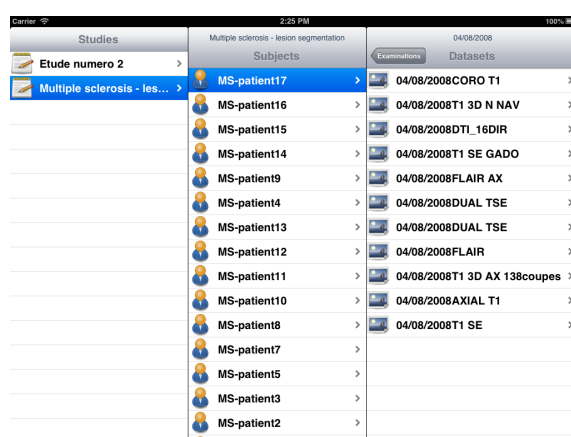 Carrier 2:25 PM 100%
Studies
Etude numero 2
Multiple sclerosis - les...
Multiple sclerosis - lesion segmentation
Subjects
MS-patient17
MS-patient16
MS-patient15
MS-patient14
MS-patient9
MS-patient4
MS-patient13
MS-patient12
MS-patient11
MS-patient10
MS-patient8
MS-patient7
MS-patient5
MS-patient3
MS-patient2
04/08/2008
Examinations Datasets
04/08/2008CORO T1
04/08/2008T1 3D N NAV
04/08/2008DTI_16DIR
04/08/2008T1 SE GADO
04/08/2008FLAIR AX
04/08/2008DUAL TSE
04/08/2008DUAL TSE
04/08/2008FLAIR
04/08/2008T1 3D AX 138coupes
04/08/2008AXIAL T1
04/08/2008T1 SE